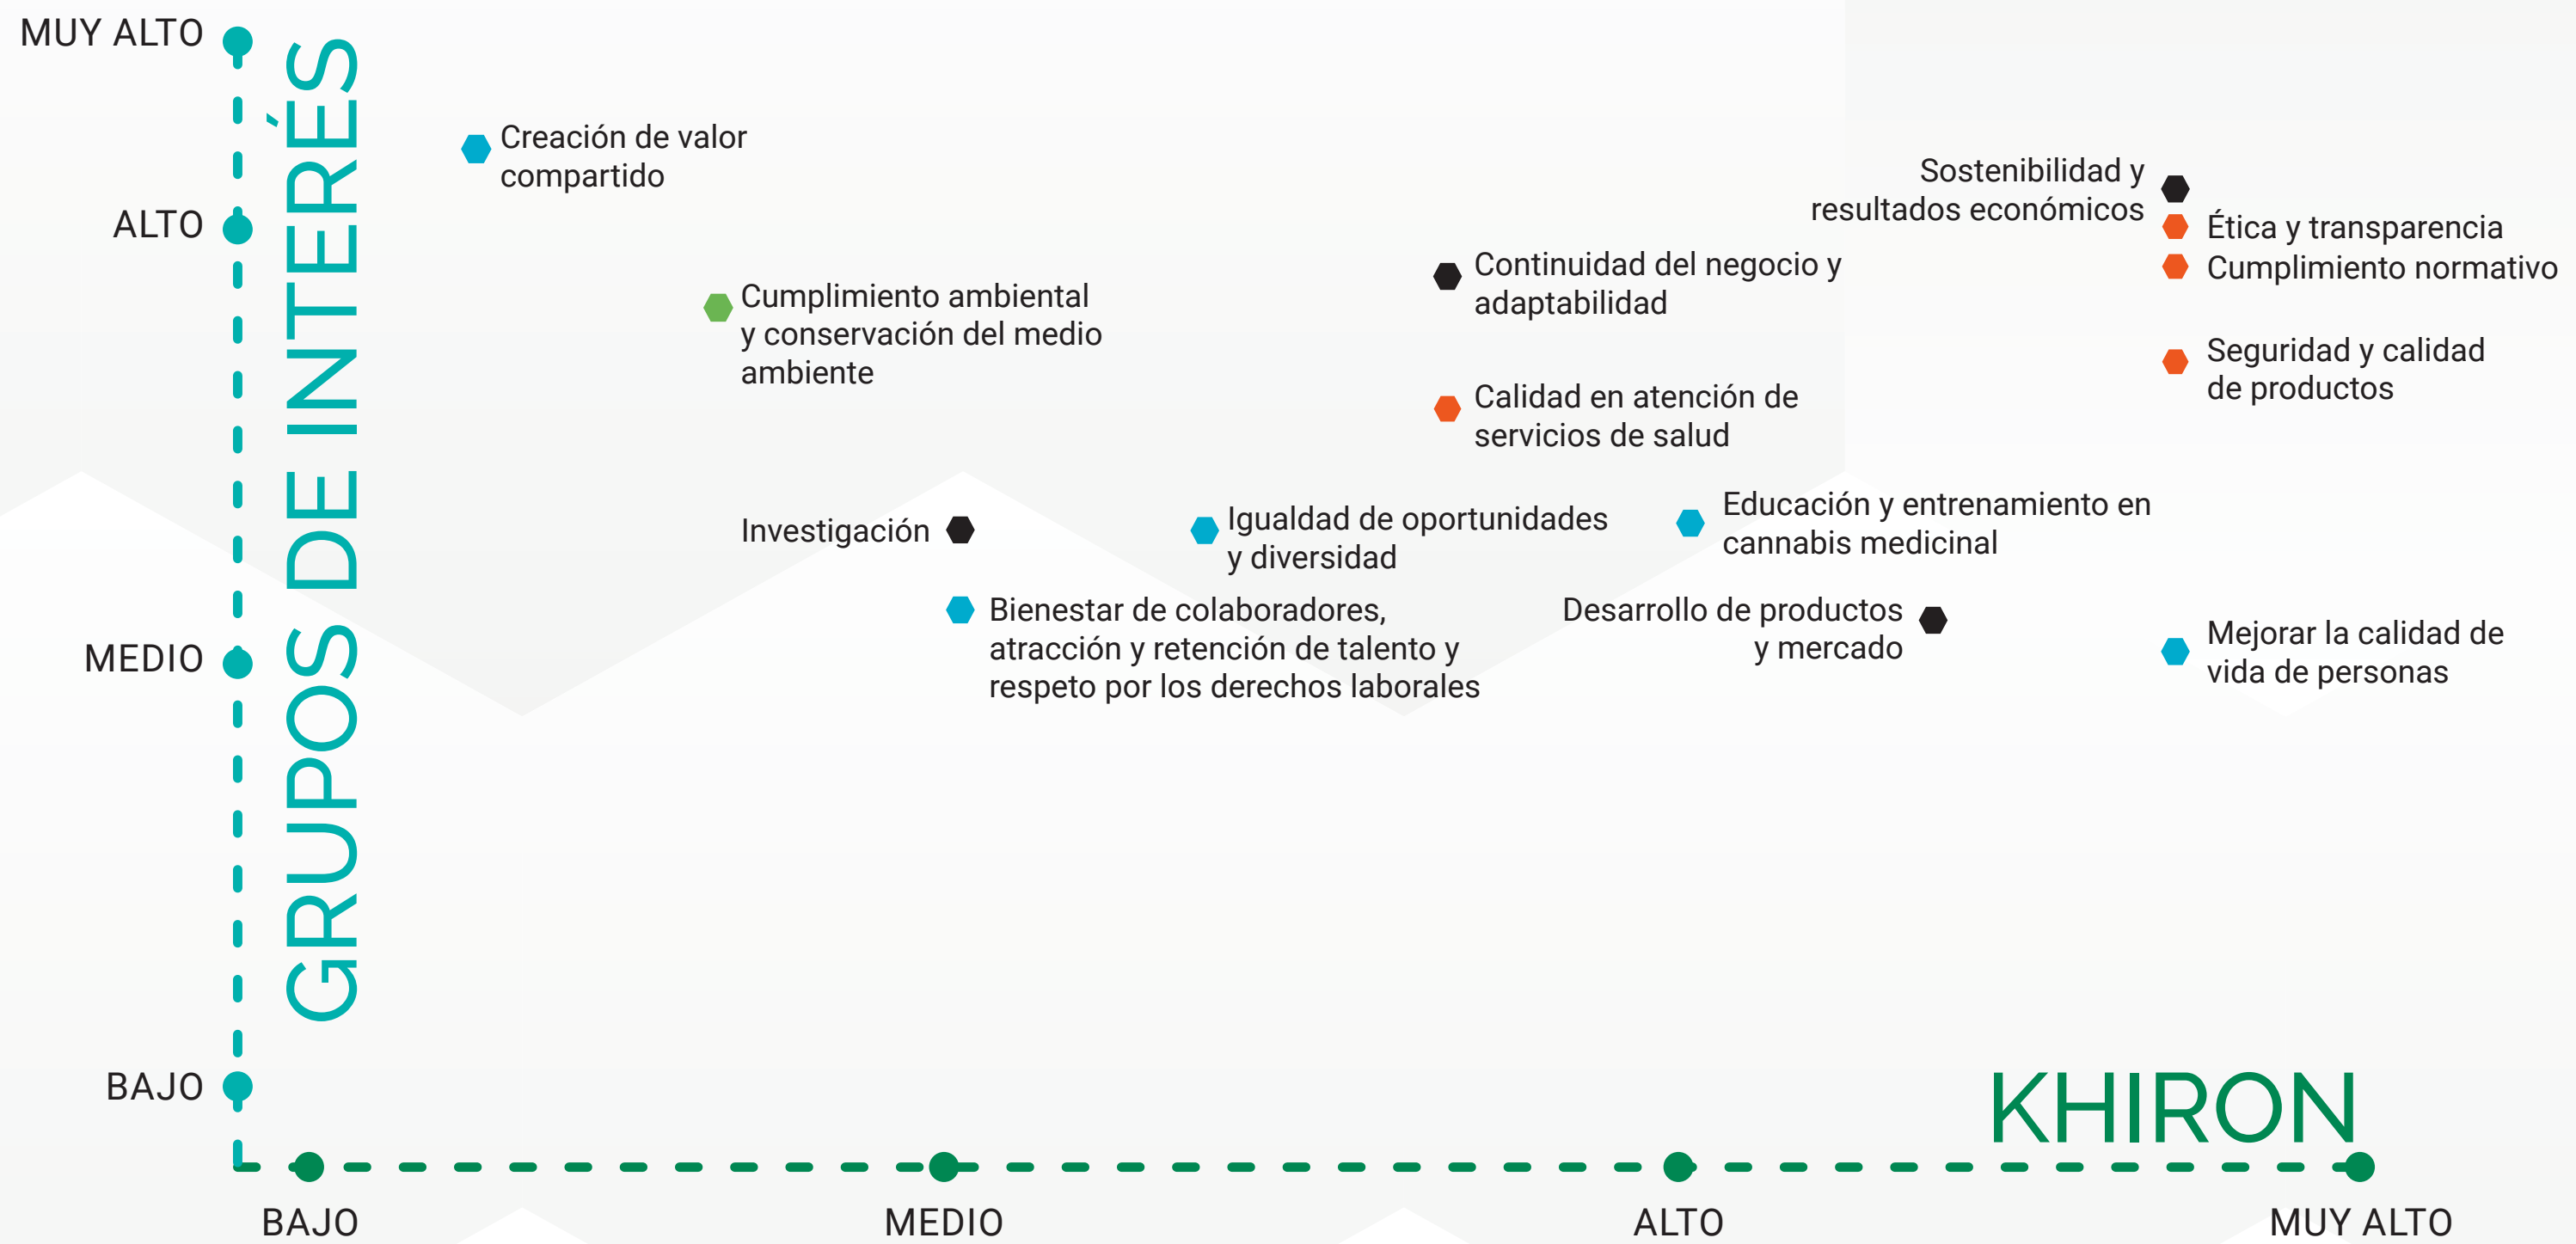 MUY ALTO
ALTO
MEDIO
BAJO
GRUPOS DE INTERÉS
Creación de valor
compartido
Cumplimiento ambiental
y conservación del medio
ambiente
Sostenibilidad y
resultados económicos
Ética y transparencia
Cumplimiento normativo
Continuidad del negocio y
adaptabilidad
Seguridad y calidad
de productos
Calidad en atención de
servicios de salud
Investigación
Igualdad de oportunidades
y diversidad
Educación y entrenamiento en
cannabis medicinal
Bienestar de colaboradores,
atracción y retención de talento y
respeto por los derechos laborales
Desarrollo de productos
y mercado
Mejorar la calidad de
vida de personas
KHIRON
BAJO
MEDIO
ALTO
MUY ALTO